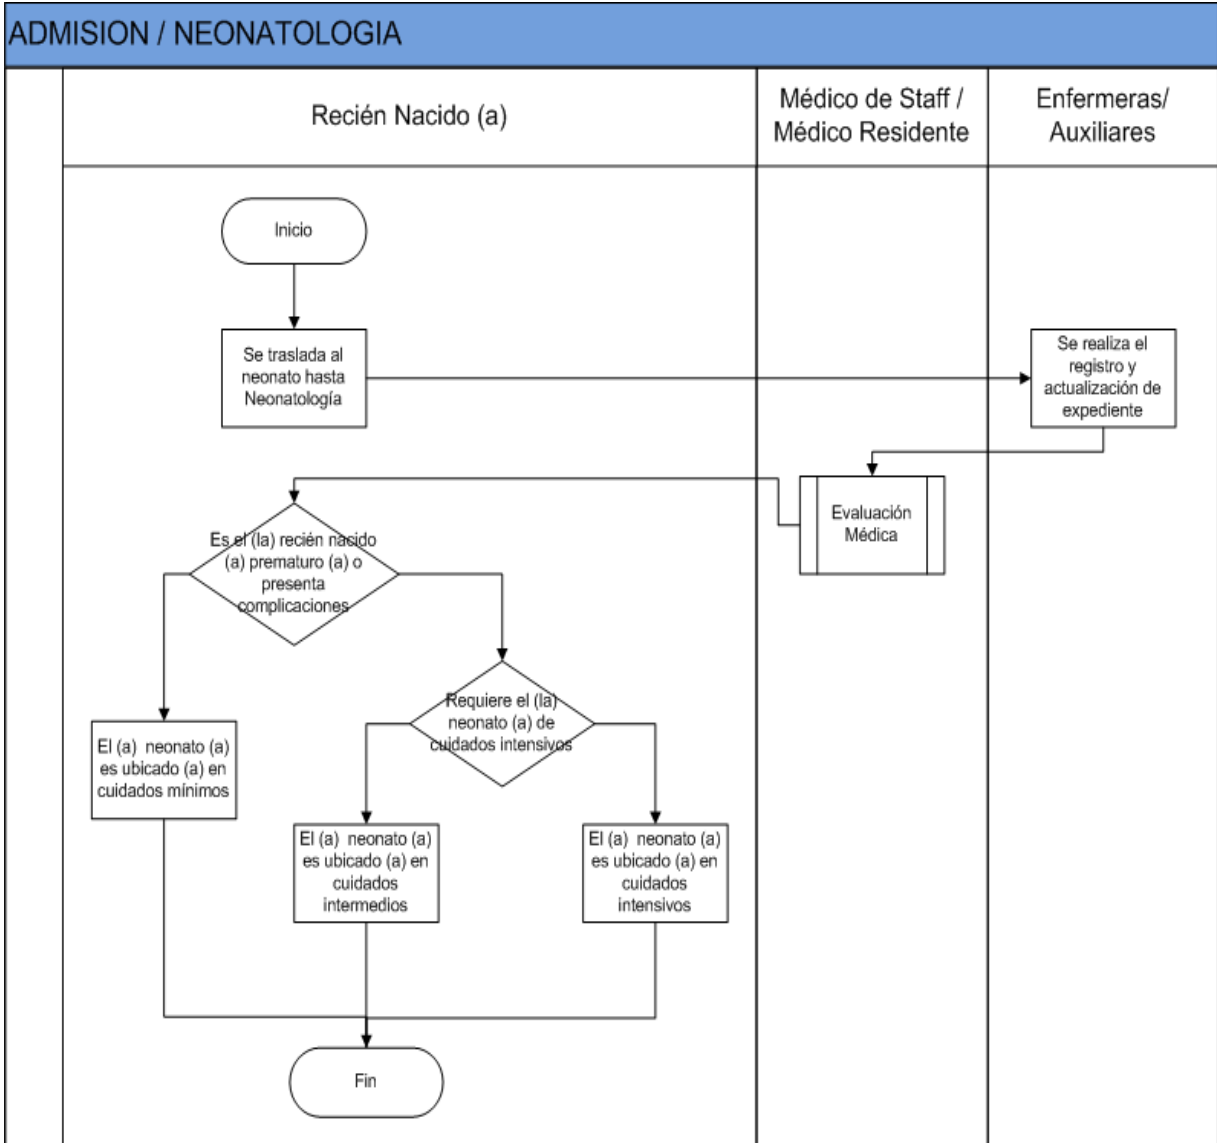 ADMISION / NEONATOLOGIA
Recién Nacido (a)
Médico de Staff /
Médico Residente
Enfermeras/
Auxiliares
Inicio
Se traslada al
neonato hasta
Neonatología
Se realiza el
registro y
actualización de
expediente
Evaluación
Médica
Es el (la) recién nacido
(a) prematuro (a) o
presenta
complicaciones
Requiere el (la)
neonato (a) de
cuidados intensivos
El (a) neonato (a)
es ubicado (a) en
cuidados mínimos
El (a) neonato (a)
es ubicado (a) en
cuidados
intermedios
El (a) neonato (a)
es ubicado (a) en
cuidados
intensivos
Fin